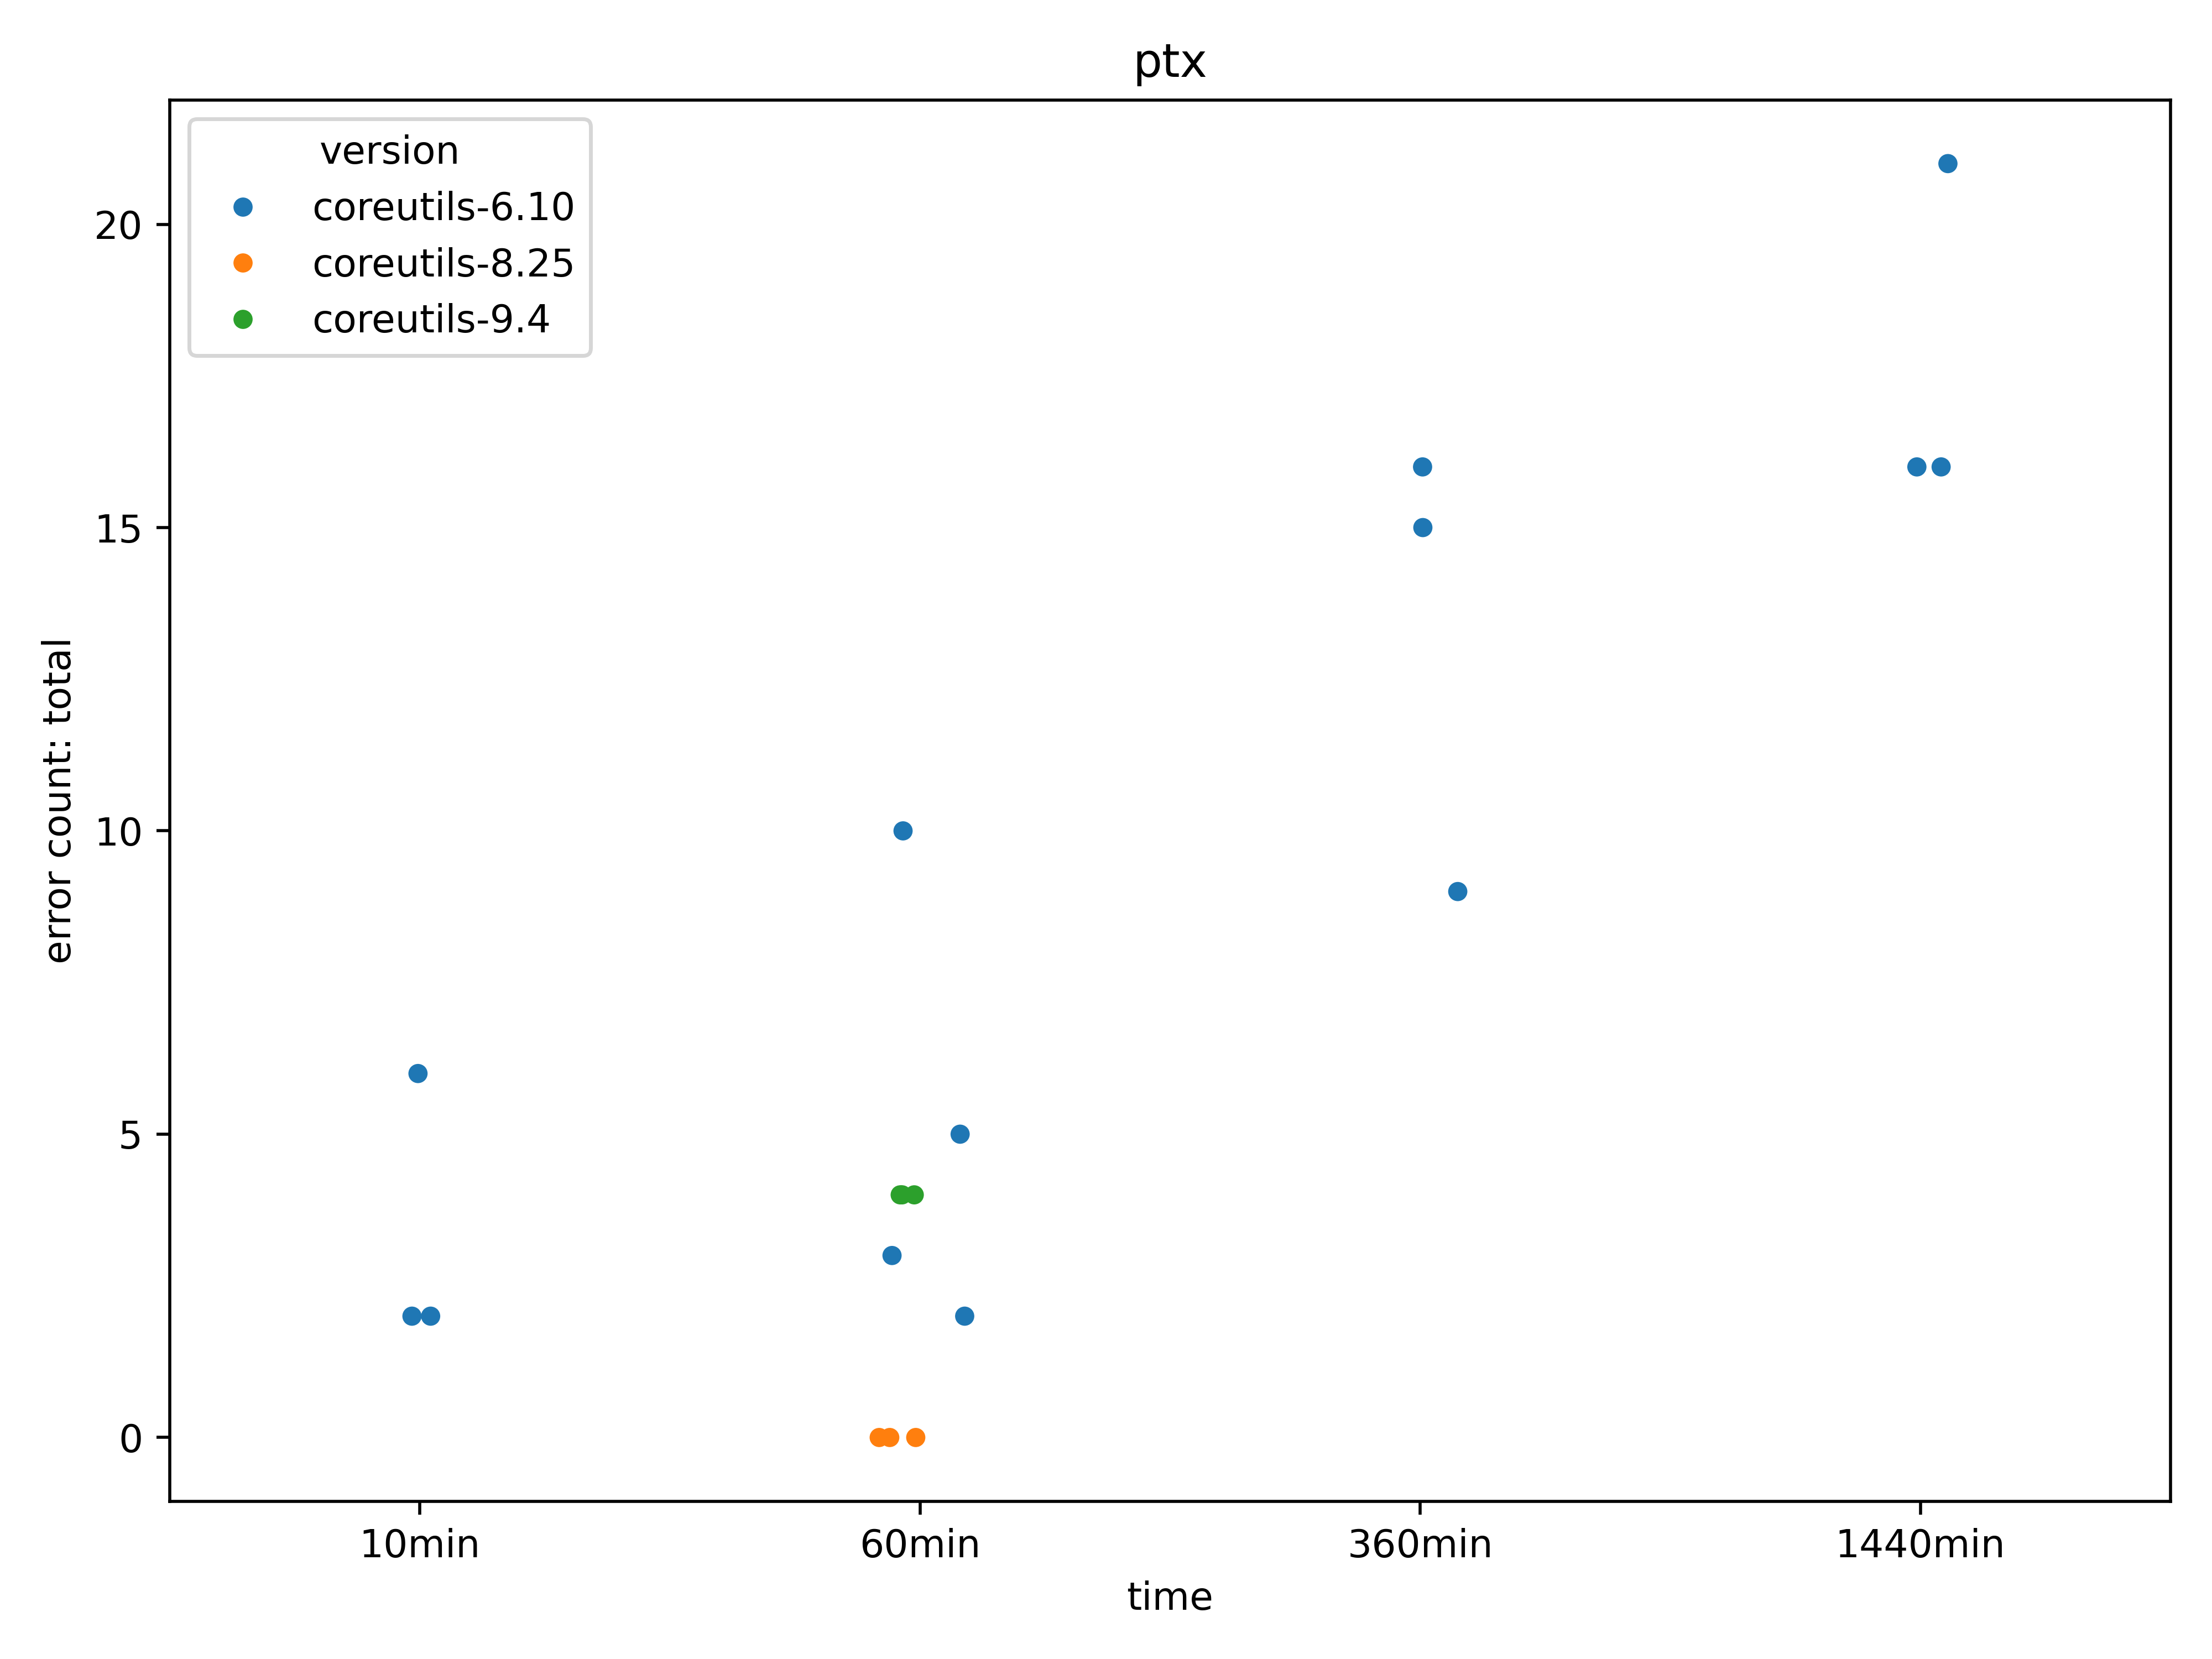 ptx
version
coreutils-6.10
coreutils-8.25
coreutils-9.4
error count: total
20
15
10
5
0
10min
60min
360min
1440min
time